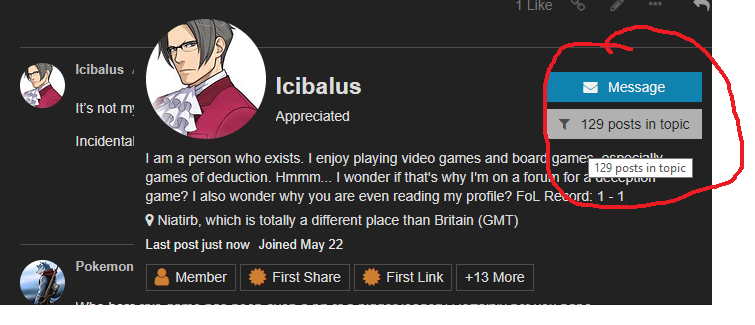 1 Like
Icibalus
Icibalus
Appreciated
Message
129 posts in topic
129 posts in topic
It's not my
Incidental
I am a person who exists. I enjoy playing video games and board games, especially
games of deduction. Hmmm... I wonder if that's why I'm on a forum for a deception
game? I also wonder why you are even reading my profile? FoL Record: 1 - 1
Niatirb, which is totally a different place than Britain (GMT)
Last post just now Joined May 22
Pokemon
Member
First Share
First Link
+13 More